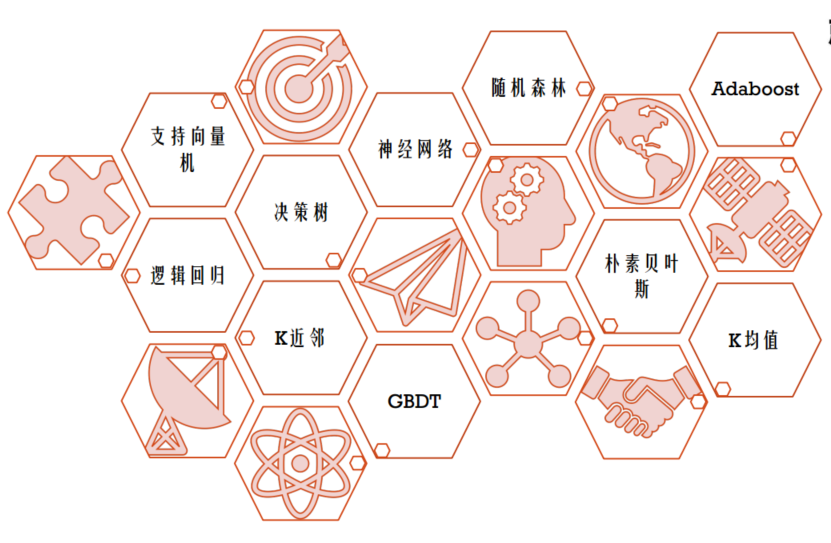 随机森林
Adaboost
支持向量
机
神经网络
决策树
逻辑回归
朴素贝叶
斯
K近邻
K均值
GBDT